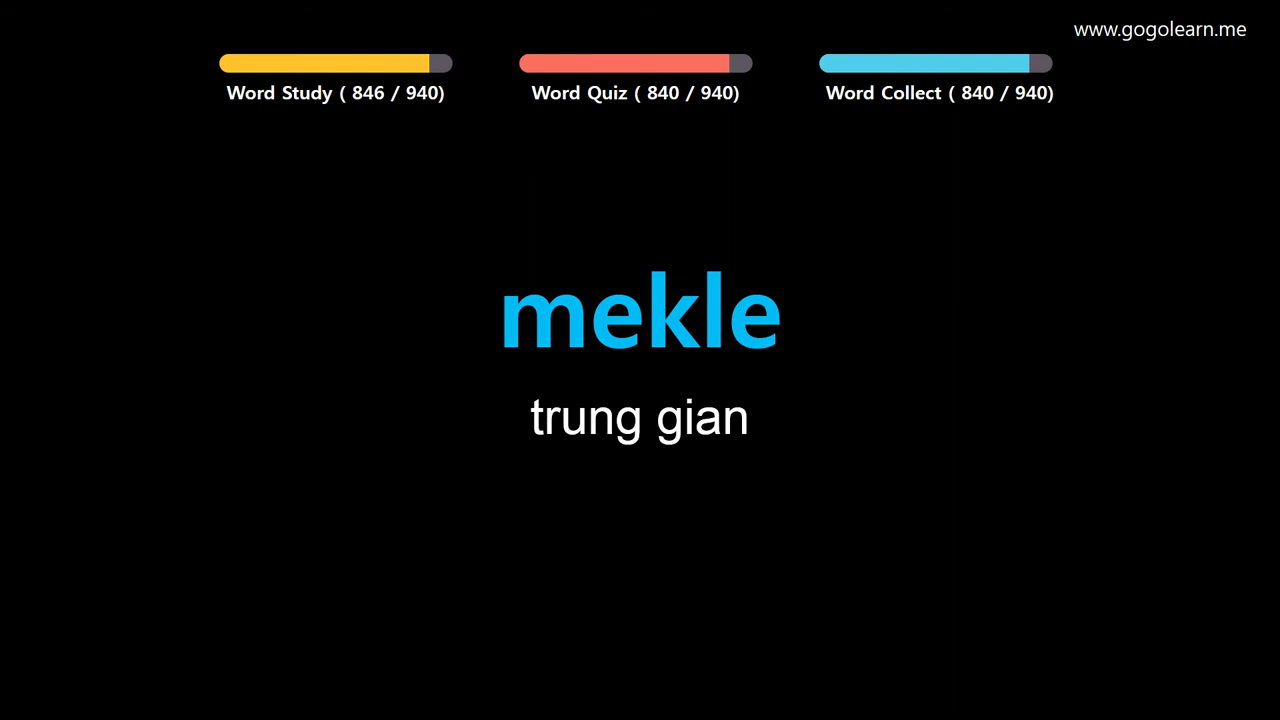 www.gogolearn.me
Word Study ( 846 / 940)
Word Quiz ( 840 / 940)
Word Collect ( 840 / 940)
mekle
trung gian